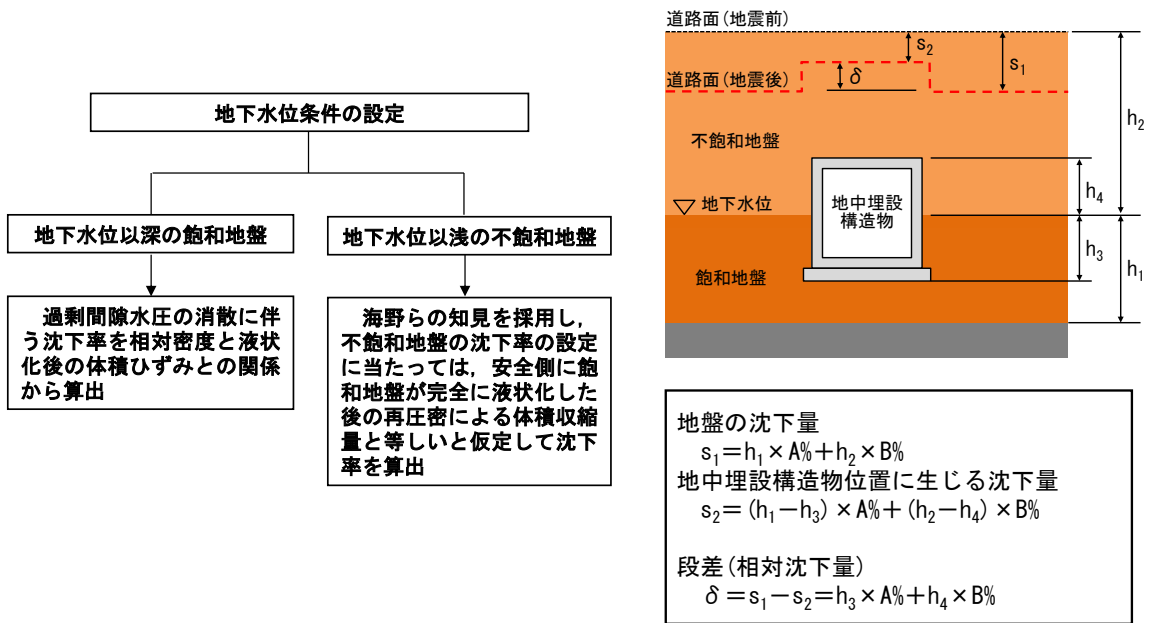 地下水位条件の設定
地下水位以深の飽和地盤
地下水位以浅の不飽和地盤
過剰間隙水圧の消散に伴
う沈下率を相対密度と液状
化後の体積ひずみとの関係
から算出
海野らの知見を採用し,
不飽和地盤の沈下率の設定
に当たっては,安全側に飽
和地盤が完全に液状化した
後の再圧密による体積収縮
量と等しいと仮定して沈下
率を算出
道路面(地震前)
s₂
s₁
δ
道路面(地震後)
h₂
不飽和地盤
h₄
地下水位
地中埋設
構造物
h₃
h₁
飽和地盤
地盤の沈下量
s₁=h₁×A%+h₂×B%
地中埋設構造物位置に生じる沈下量
s₂=(h₁-h₃)×A%+(h₂-h₄)×B%
段差(相対沈下量)
δ=s₁-s₂=h₃×A%+h₄×B%